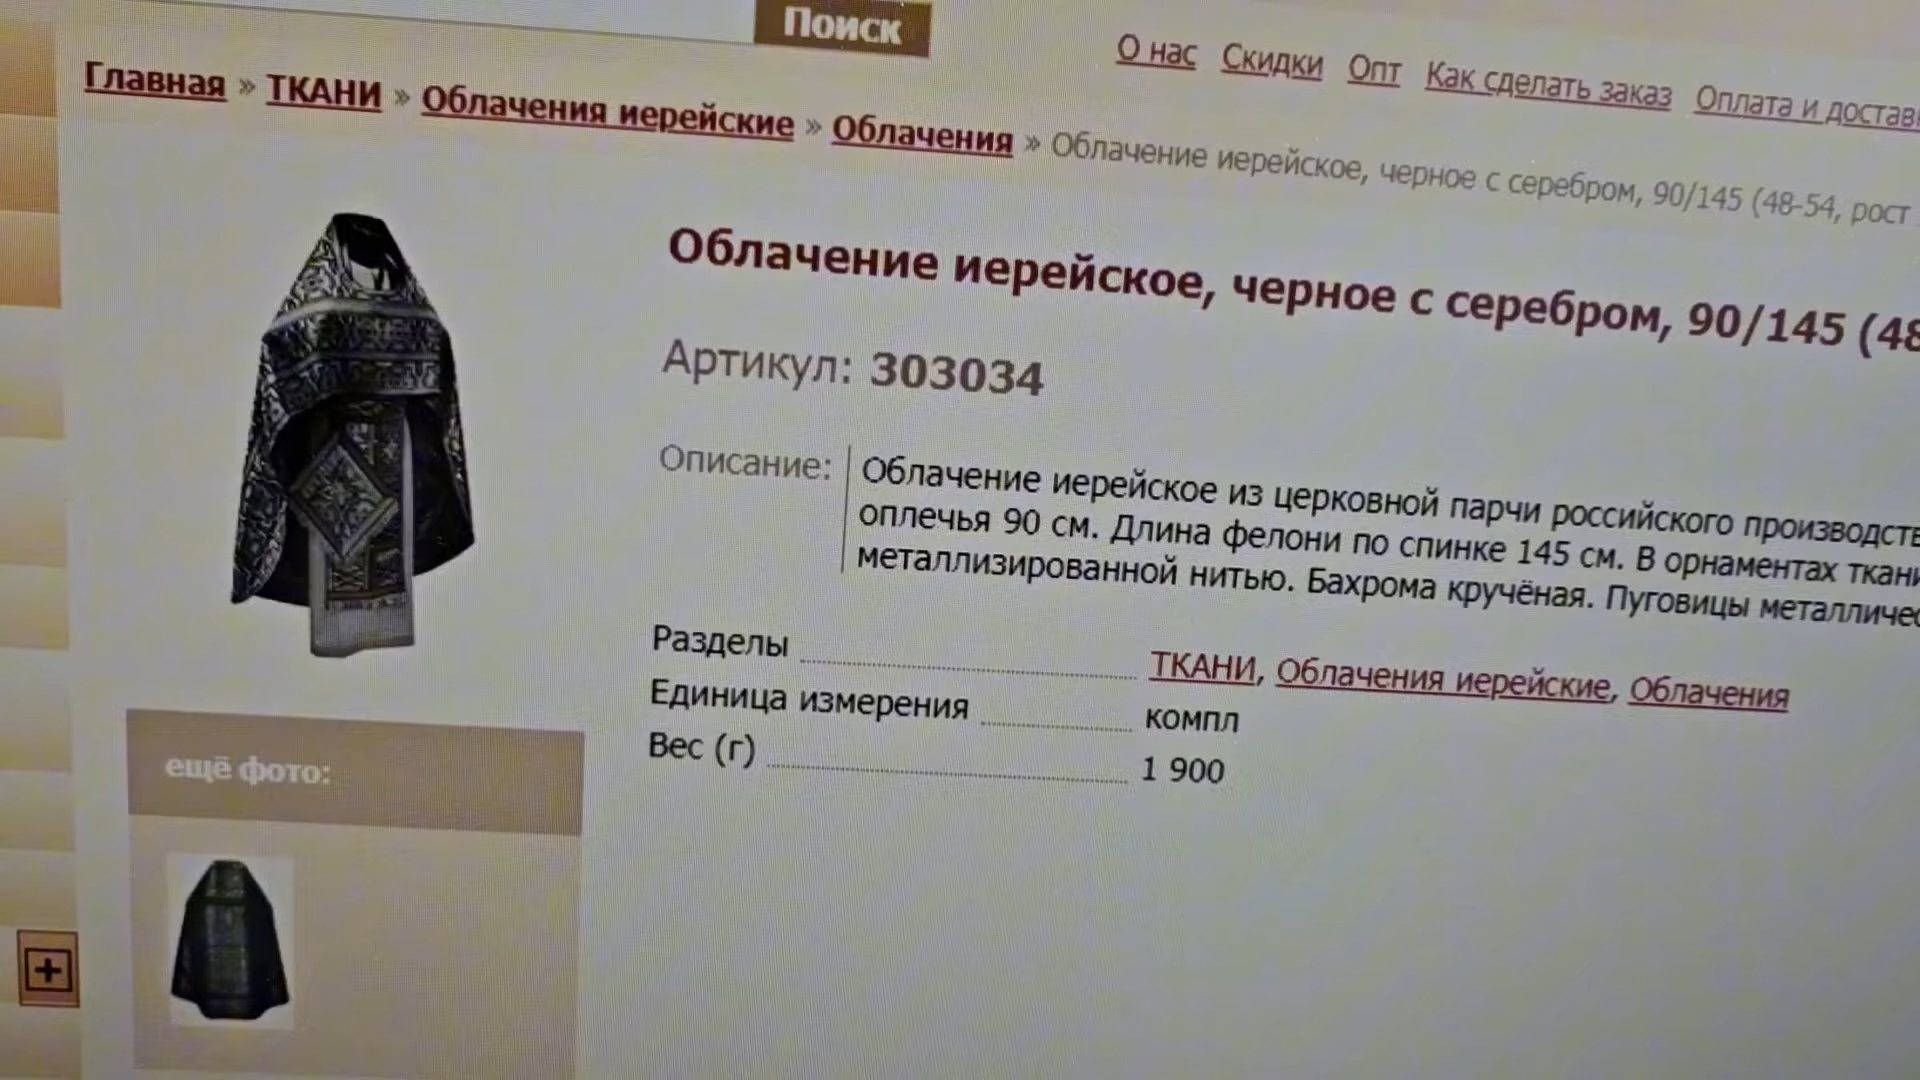 Поиск
О нас Скидки Опт Как сделать заказ Оплата и
Главная » ТКАНИ » Облачения иерейские » Облачения » Облачение иерейское, черное с серебром, 90/145 (48-54, рост
Облачение иерейское, черное с серебром, 90/145 (48
Артикул: 303034
Описание: Облачение иерейское из церковной парчи российского
оплечья 90 см. Длина фелони по спинке 145 см. В орнаментах
металлизированной нитью. Бахрома кручёная. Пуговицы
Разделы ТКАНИ, Облачения иерейские, Облачения
Единица измерения компл
Вес (г) 1 900
ещё фото: